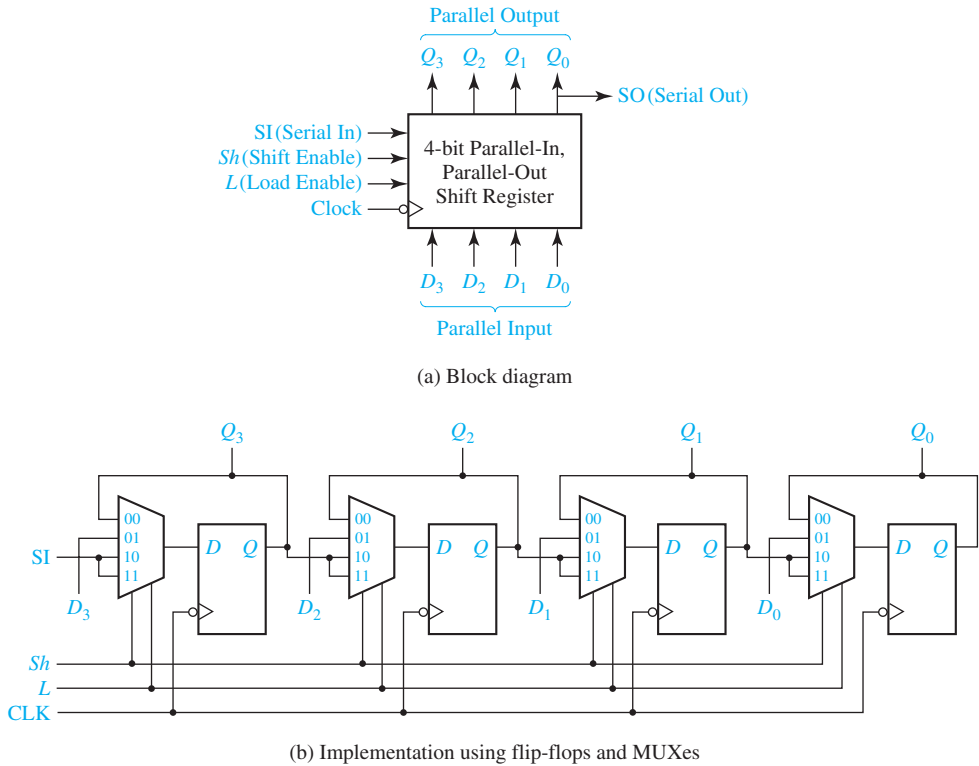 Parallel Output
Q3 Q2 Q1 Q0
SO (Serial Out)
SI (Serial In)
Sh (Shift Enable)
L (Load Enable)
Clock
4-bit Parallel-In,
Parallel-Out
Shift Register
D3 D2 D1 D0
Parallel Input
(a) Block diagram
Q3 Q2 Q1 Q0
00 00 00 00
01 01 01 01
SI 10 D Q 10 D Q 10 D Q 10 D Q
11 11 11 11
D3 D2 D1 D0
Sh
L
CLK
(b) Implementation using flip-flops and MUXes